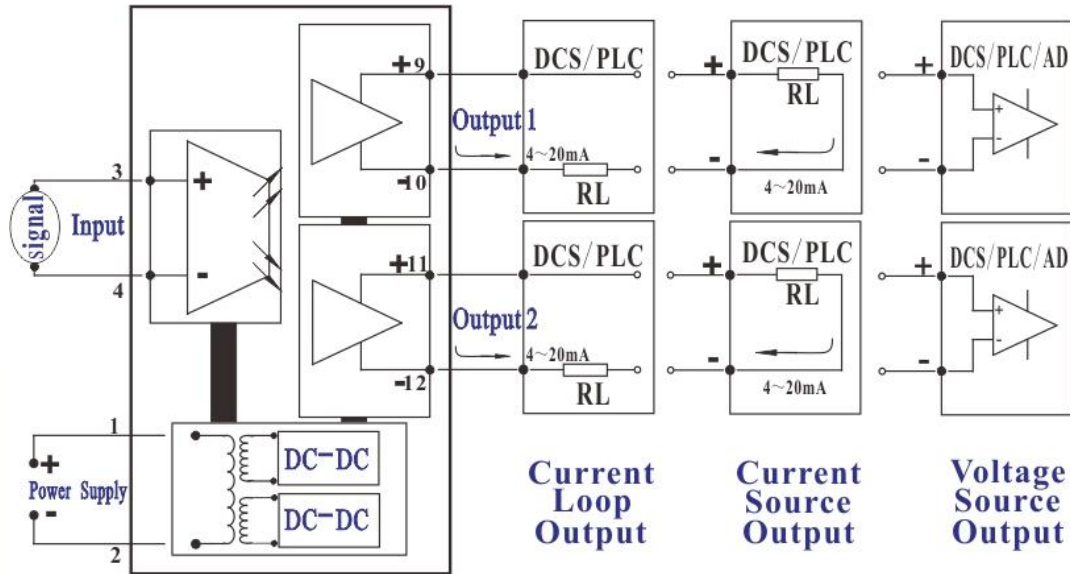 3
+
signal
Input
-
4
+9
Output 1
4~20mA
-10
+11
Output 2
4~20mA
-12
1
+
Power Supply
-
2
DC-DC
DC-DC
DCS/PLC
RL
DCS/PLC
RL
+
DCS/PLC
RL
-
4~20mA
+
DCS/PLC
RL
-
4~20mA
DCS/PLC/AD
+
+
-
-
DCS/PLC/AD
+
+
-
-
Current
Loop
Output
Current
Source
Output
Voltage
Source
Output